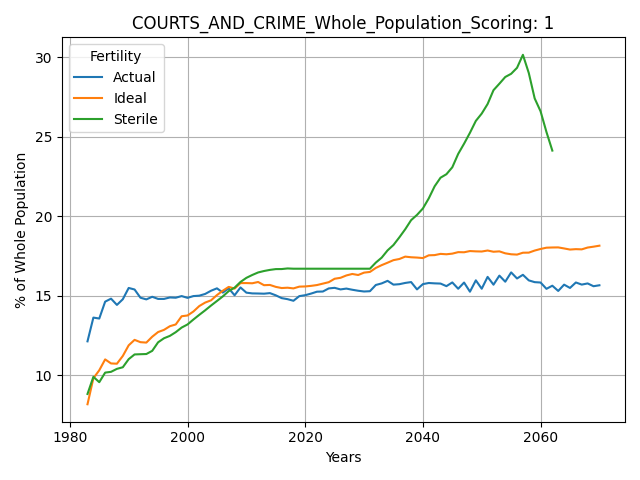 COURTS_AND_CRIME_Whole_Population_Scoring: 1
Fertility
Actual
Ideal
Sterile
% of Whole Population
30
25
20
15
10
1980
2000
2020
2040
2060
Years